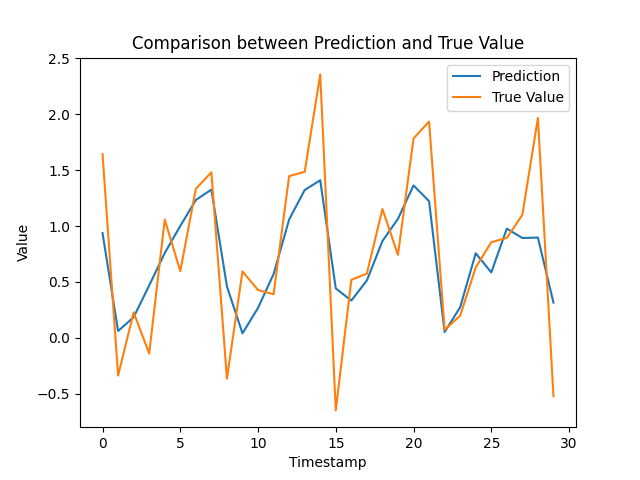 Comparison between Prediction and True Value
Prediction
True Value
Value
2.5
2.0
1.5
1.0
0.5
0.0
−0.5
0 5 10 15 20 25 30
Timestamp